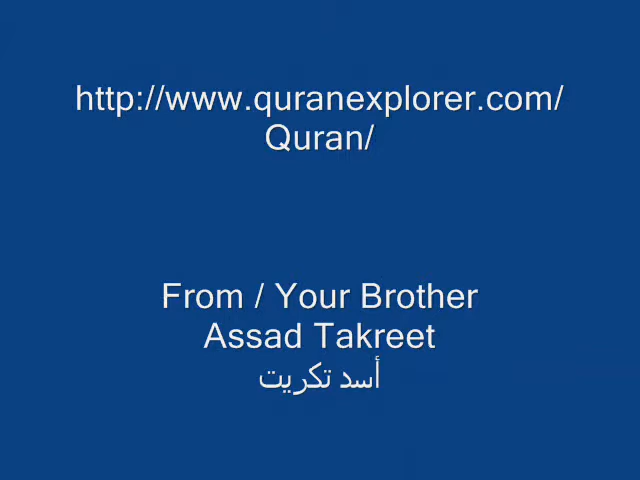 http://www.quranexplorer.com/
Quran/
From / Your Brother
Assad Takreet
أسد تكريت